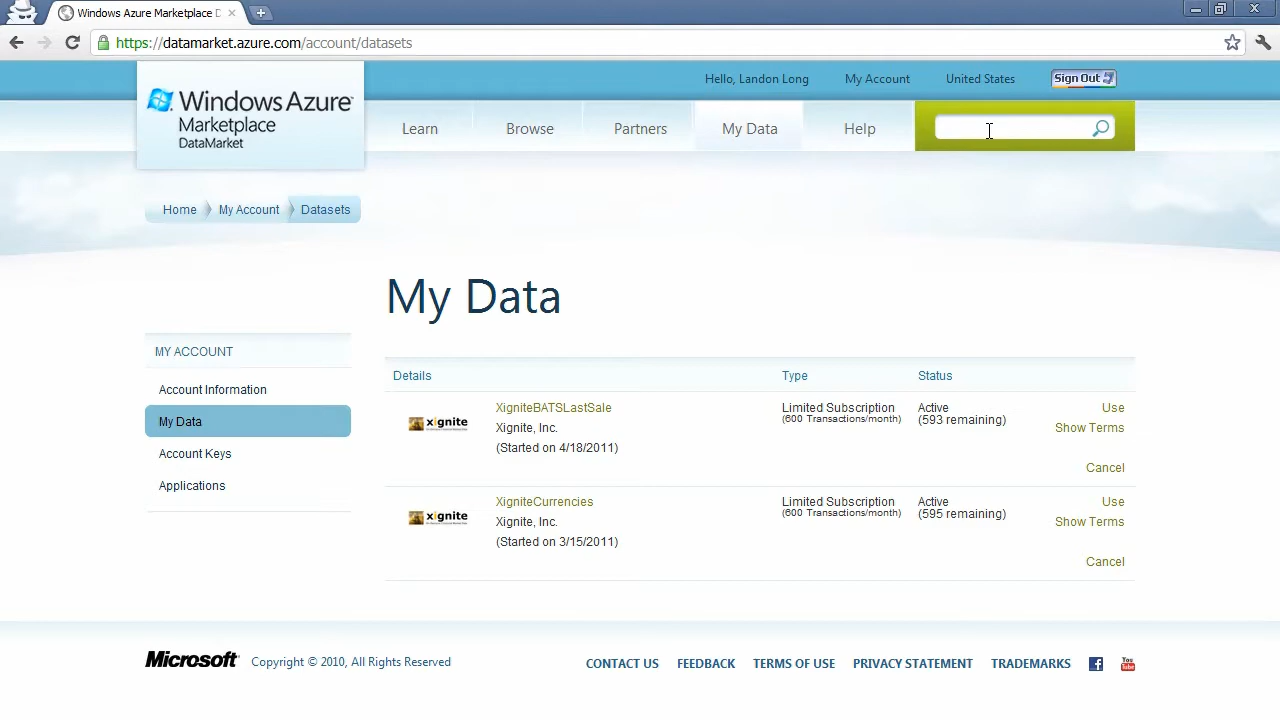 Windows Azure Marketplace D
https://datamarket.azure.com/account/datasets
Hello, Landon Long
My Account
United States
Sign Out
Windows Azure
Marketplace
DataMarket
Learn
Browse
Partners
My Data
Help
Home
My Account
Datasets
My Data
MY ACCOUNT
Account Information
My Data
Account Keys
Applications
Details
Type
Status
xignite
XigniteBATSLastSale
Xignite, Inc.
(Started on 4/18/2011)
Limited Subscription
(600 Transactions/month)
Active
(593 remaining)
Use
Show Terms
Cancel
xignite
XigniteCurrencies
Xignite, Inc.
(Started on 3/15/2011)
Limited Subscription
(600 Transactions/month)
Active
(595 remaining)
Use
Show Terms
Cancel
Microsoft
Copyright © 2010, All Rights Reserved
CONTACT US
FEEDBACK
TERMS OF USE
PRIVACY STATEMENT
TRADEMARKS
You Tube